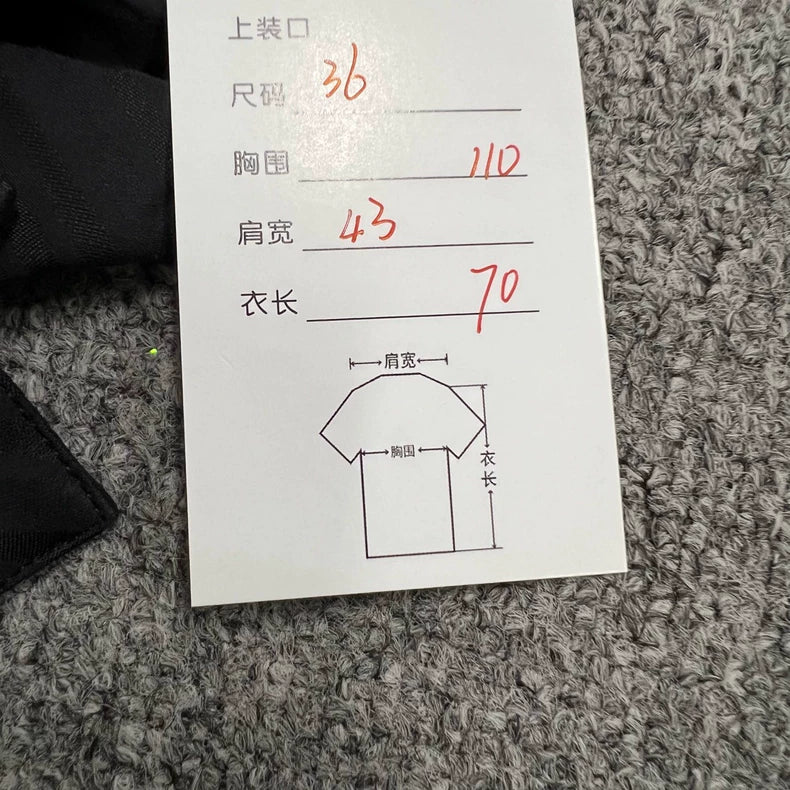 上装口
尺码 36
胸围 110
肩宽 43
衣长 70
肩宽
胸围
衣长